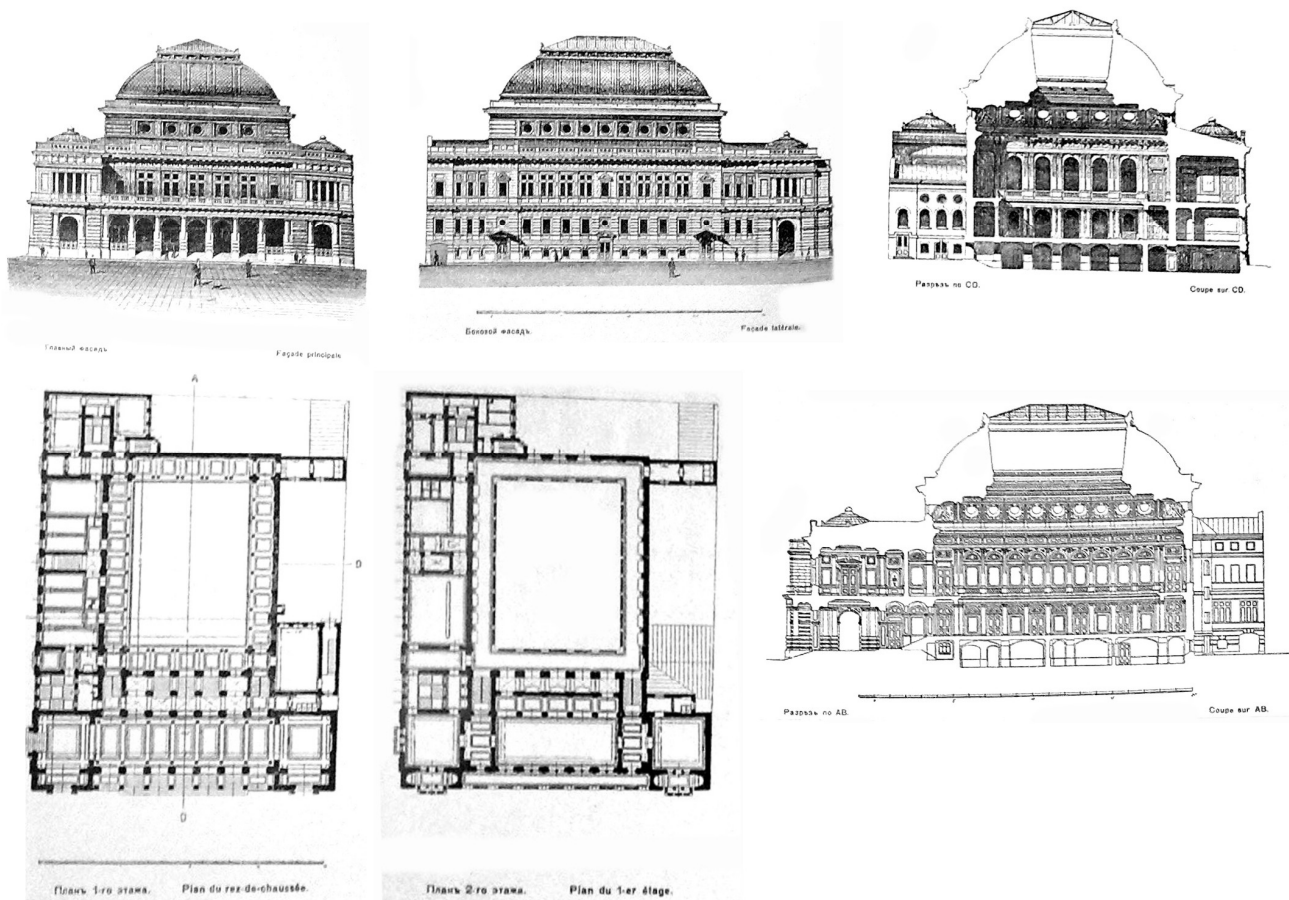 Главный фасадъ.
Façade principale
Боковой фасадъ.
Façade latérale.
Разрѣзъ по CD.
Coupe sur CD.
A
D
D
Планъ 1-го этажа.
Plan du rez-de-chaussée.
Планъ 2-го этажа.
Plan du 1-er étage.
Разрѣзъ по AB.
Coupe sur AB.